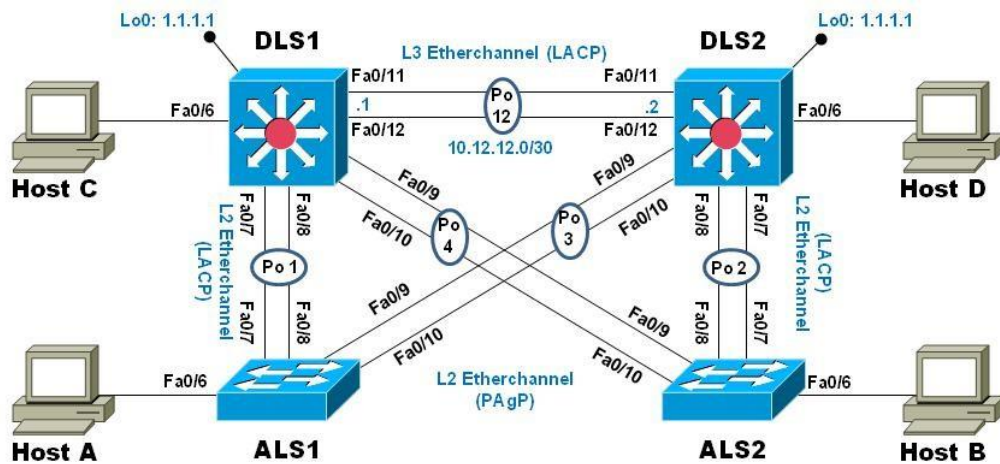 Lo0: 1.1.1.1
Lo0: 1.1.1.1
DLS1
DLS2
L3 Etherchannel (LACP)
Fa0/11
Fa0/11
Fa0/6
Fa0/6
.1
Po
12
.2
Fa0/12
Fa0/12
10.12.12.0/30
Host C
Host D
Fa0/9
Fa0/9
Fa0/10
Fa0/10
Fa0/7
Fa0/8
Fa0/7
Fa0/8
L2 Etherchannel
(LACP)
Po
4
Po
3
L2 Etherchannel
(LACP)
Po 1
Po 2
Fa0/7
Fa0/8
Fa0/9
Fa0/10
Fa0/9
Fa0/10
Fa0/8
Fa0/7
Fa0/6
L2 Etherchannel
(PAgP)
Fa0/6
Host A
ALS1
ALS2
Host B